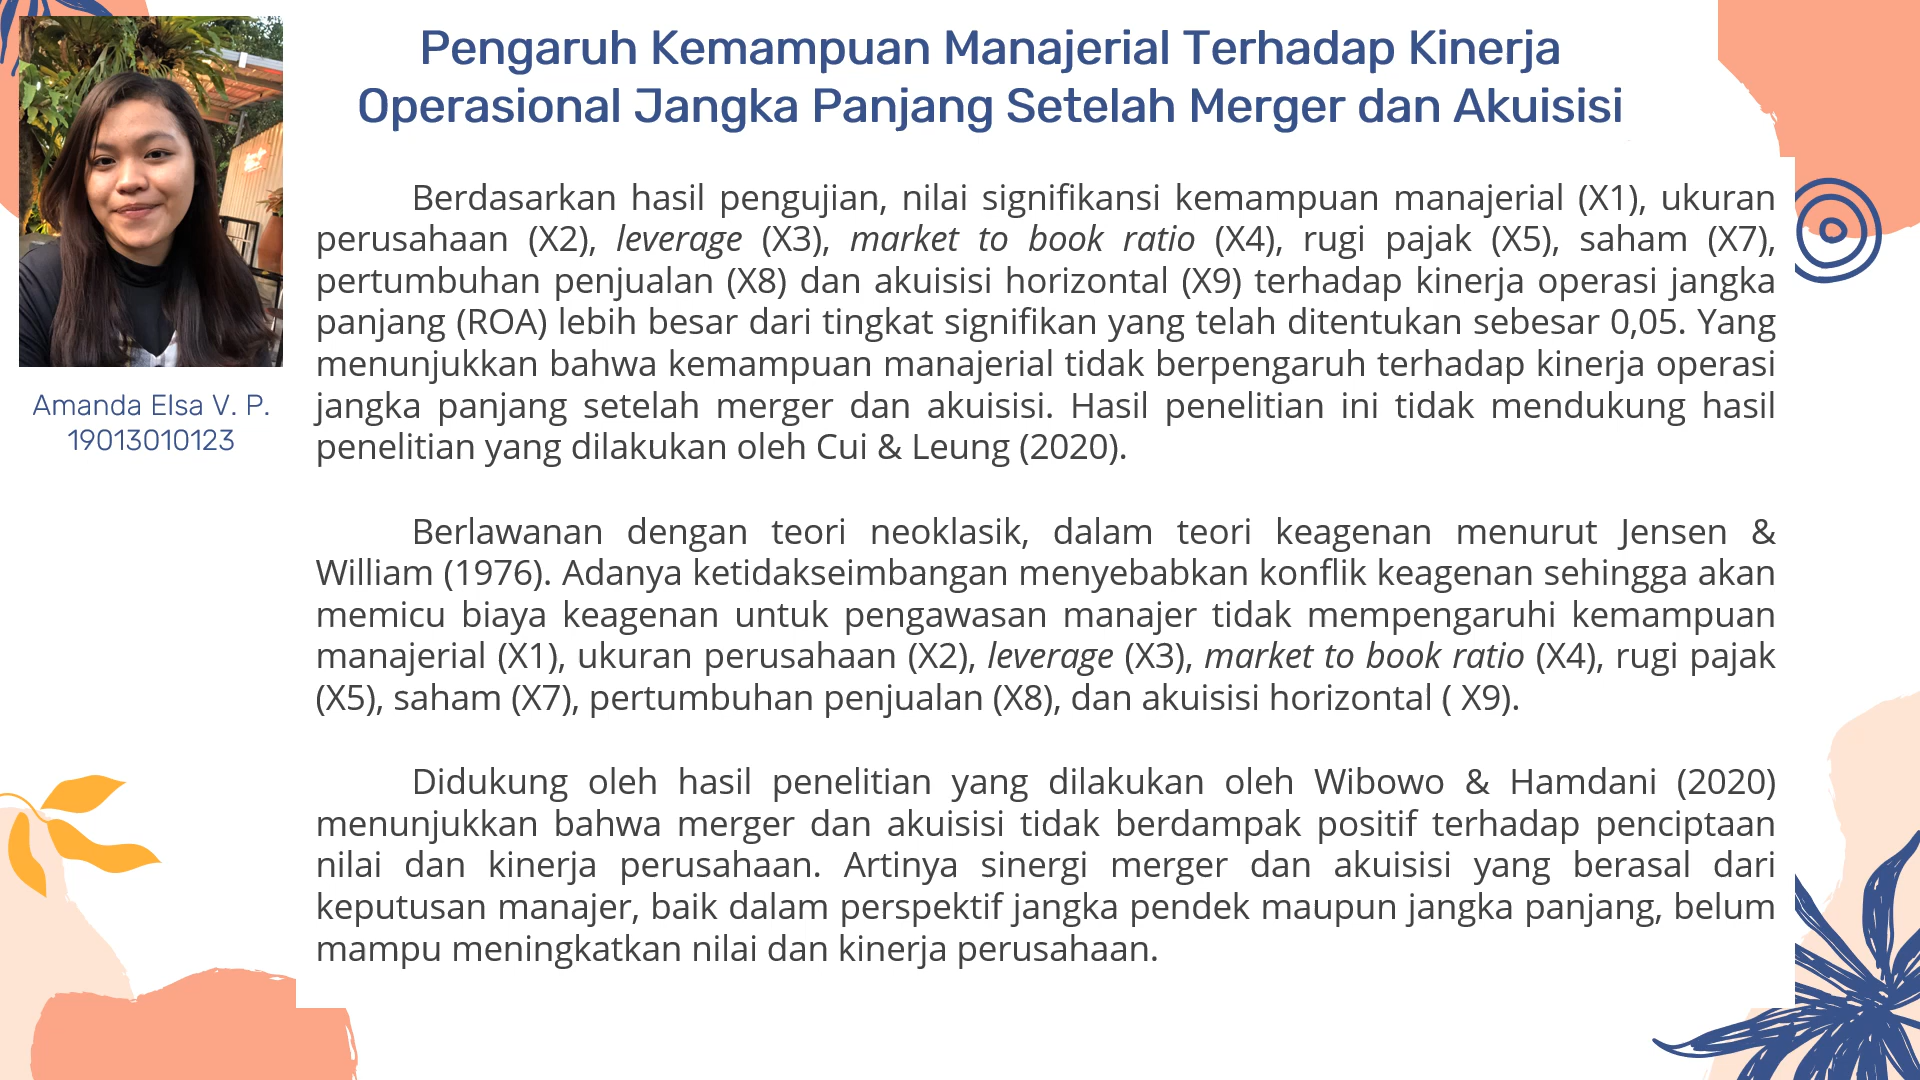 Pengaruh Kemampuan Manajerial Terhadap Kinerja
Operasional Jangka Panjang Setelah Merger dan Akuisisi
Amanda Elsa V. P.
19013010123
Berdasarkan hasil pengujian, nilai signifikansi kemampuan manajerial (X1), ukuran
perusahaan (X2), leverage (X3), market to book ratio (X4), rugi pajak (X5), saham (X7),
pertumbuhan penjualan (X8) dan akuisisi horizontal (X9) terhadap kinerja operasi jangka
panjang (ROA) lebih besar dari tingkat signifikan yang telah ditentukan sebesar 0,05. Yang
menunjukkan bahwa kemampuan manajerial tidak berpengaruh terhadap kinerja operasi
jangka panjang setelah merger dan akuisisi. Hasil penelitian ini tidak mendukung hasil
penelitian yang dilakukan oleh Cui & Leung (2020).
Berlawanan dengan teori neoklasik, dalam teori keagenan menurut Jensen &
William (1976). Adanya ketidakseimbangan menyebabkan konflik keagenan sehingga akan
memicu biaya keagenan untuk pengawasan manajer tidak mempengaruhi kemampuan
manajerial (X1), ukuran perusahaan (X2), leverage (X3), market to book ratio (X4), rugi pajak
(X5), saham (X7), pertumbuhan penjualan (X8), dan akuisisi horizontal ( X9).
Didukung oleh hasil penelitian yang dilakukan oleh Wibowo & Hamdani (2020)
menunjukkan bahwa merger dan akuisisi tidak berdampak positif terhadap penciptaan
nilai dan kinerja perusahaan. Artinya sinergi merger dan akuisisi yang berasal dari
keputusan manajer, baik dalam perspektif jangka pendek maupun jangka panjang, belum
mampu meningkatkan nilai dan kinerja perusahaan.